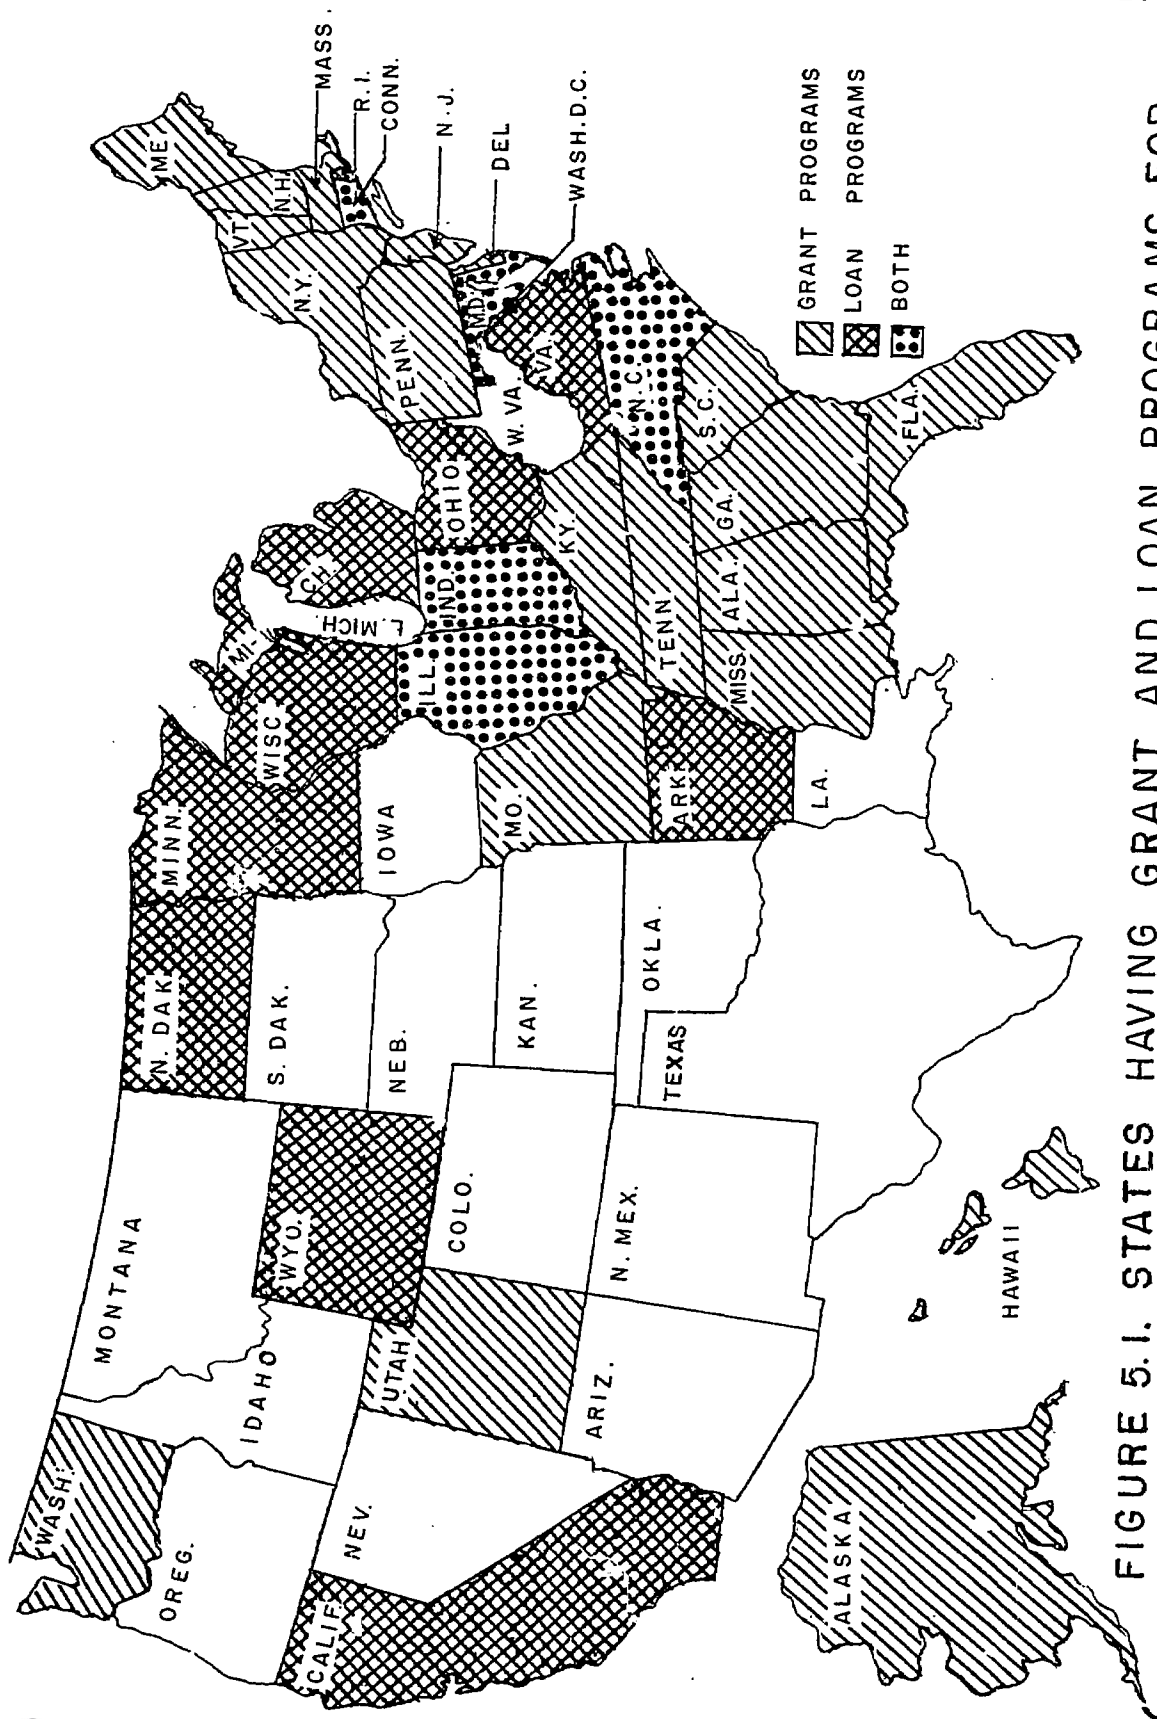 WASH.
MONTANA
N. DAK.
MINN.
OREG.
IDAHO
WYO.
S. DAK.
WISC.
MI-
CH.
L. MICH.
ME.
VT.
N.H.
MASS.
R.I.
CONN.
N.Y.
N.J.
PENN.
DEL
MD.
WASH.D.C.
CALIF.
NEV.
UTAH
COLO.
NEB.
IOWA
ILL.
IND.
OHIO
W. VA.
VA.
KAN.
MO.
KY.
N.C.
ARIZ.
N. MEX.
OKLA.
ARK.
TENN
S.C.
TEXAS
LA.
MISS.
ALA.
GA.
FLA.
ALASKA
HAWAII
GRANT PROGRAMS
LOAN PROGRAMS
BOTH
FIGURE 5.1. STATES HAVING GRANT AND LOAN PROGRAMS FOR